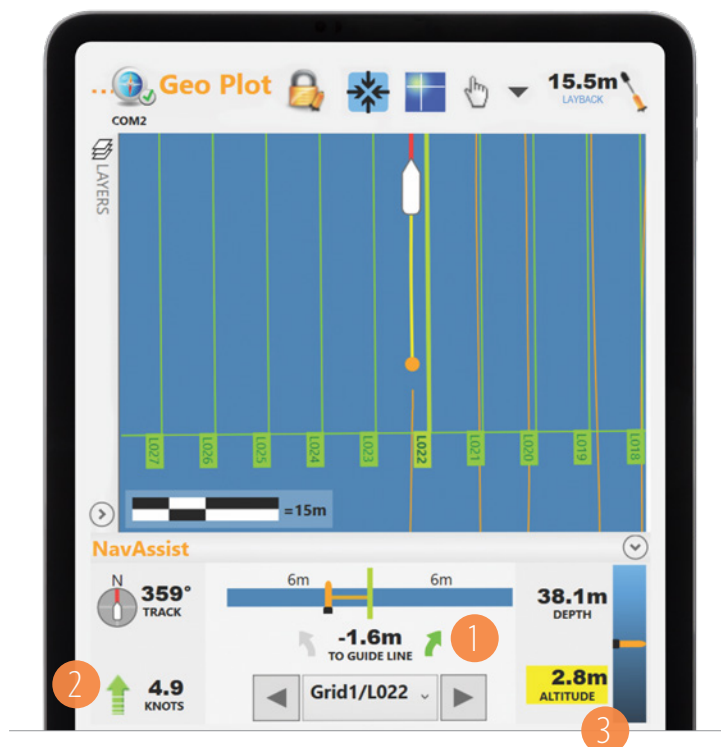 ... Geo Plot
15.5m
LAYBACK
COM2
LAYERS
L027
L026
L025
L024
L023
L022
L021
L020
L019
L018
=15m
NavAssist
N
359°
TRACK
6m
6m
-1.6m
TO GUIDE LINE
1
38.1m
DEPTH
2
4.9
KNOTS
Grid1/L022
2.8m
ALTITUDE
3